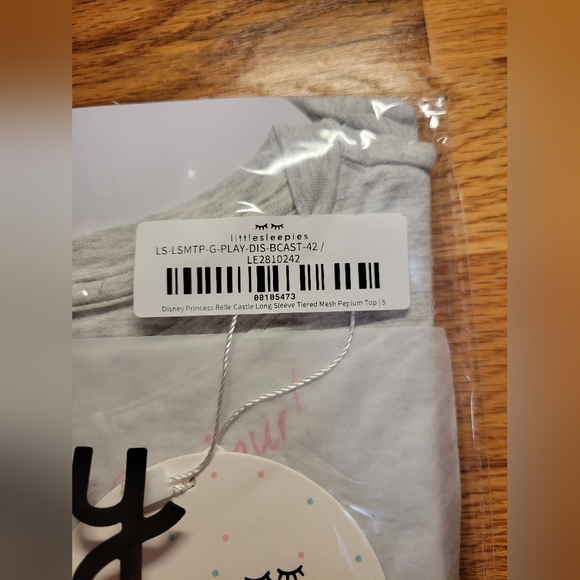 littlesleepies
LS-LSMTP-G-PLAY-DIS-BCAST-42 /
LE2810242
00105473
Disney Princess Belle Castle Long Sleeve Tiered Mesh Peplum Top | 5
y